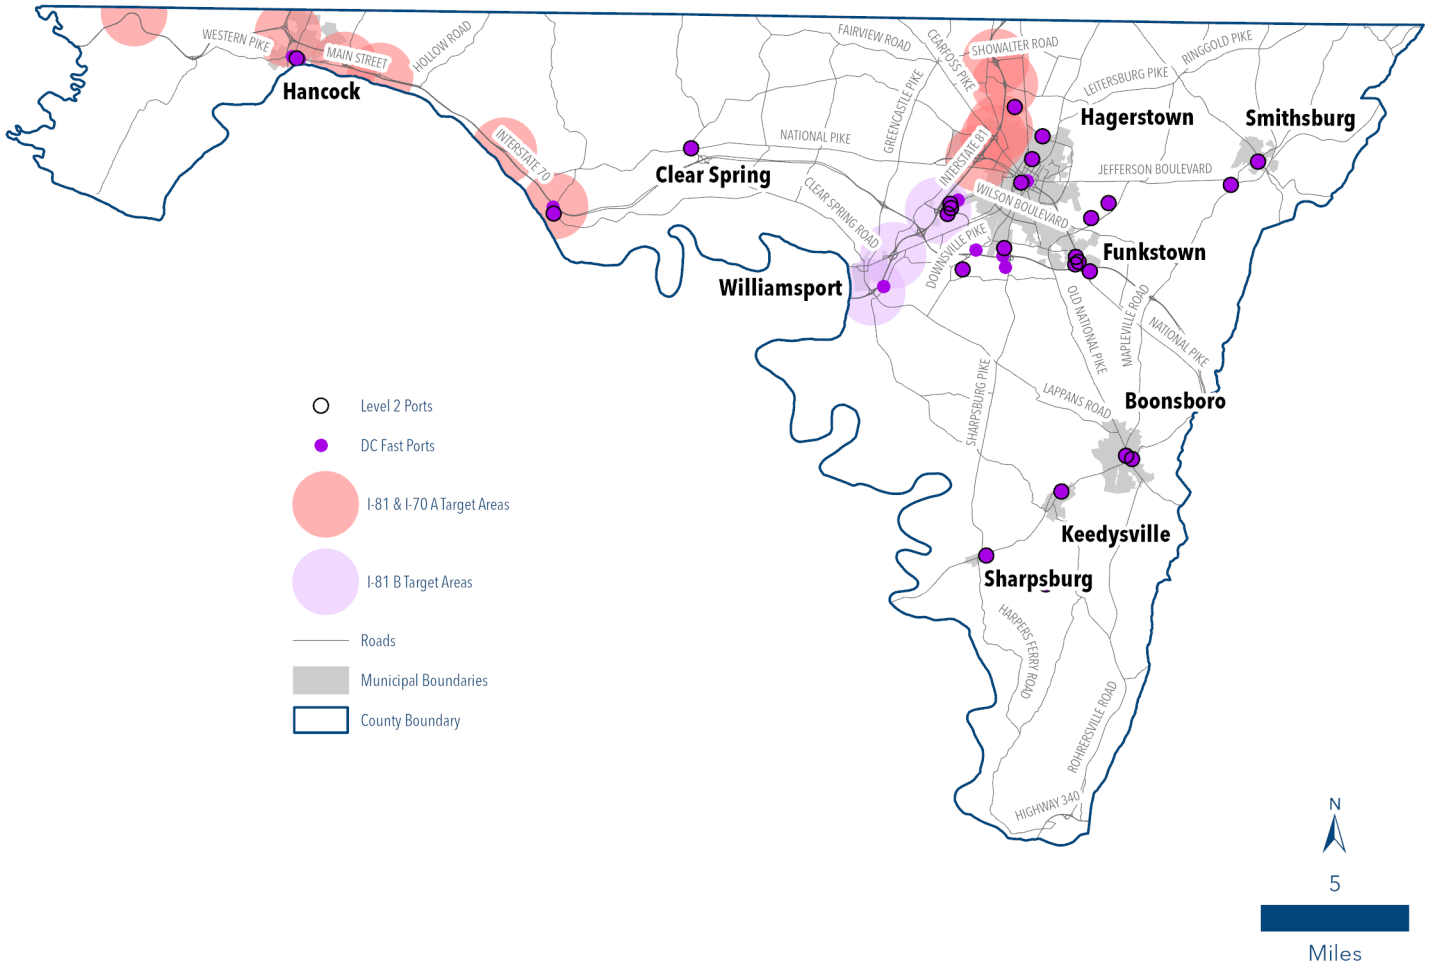 WESTERN PIKE
MAIN STREET
HOLLOW ROAD
Hancock
INTERSTATE 70
FAIRVIEW ROAD
CEARFOSS PIKE
SHOWALTER ROAD
RINGGOLD PIKE
LEITERSBURG PIKE
GREENCASTLE PIKE
NATIONAL PIKE
Hagerstown
Smithsburg
INTERSTATE 81
JEFFERSON BOULEVARD
Clear Spring
CLEAR SPRING ROAD
WILSON BOULEVARD
DOWNSVILLE PIKE
Funkstown
Williamsport
OLD NATIONAL PIKE
MAPLEVILLE ROAD
NATIONAL PIKE
SHARPSBURG PIKE
LAPPANS ROAD
Boonsboro
Keedysville
Sharpsburg
HARPERS FERRY ROAD
ROHRERSVILLE ROAD
HIGHWAY 340
Level 2 Ports
DC Fast Ports
I-81 & I-70 A Target Areas
I-81 B Target Areas
Roads
Municipal Boundaries
County Boundary
N
5
Miles